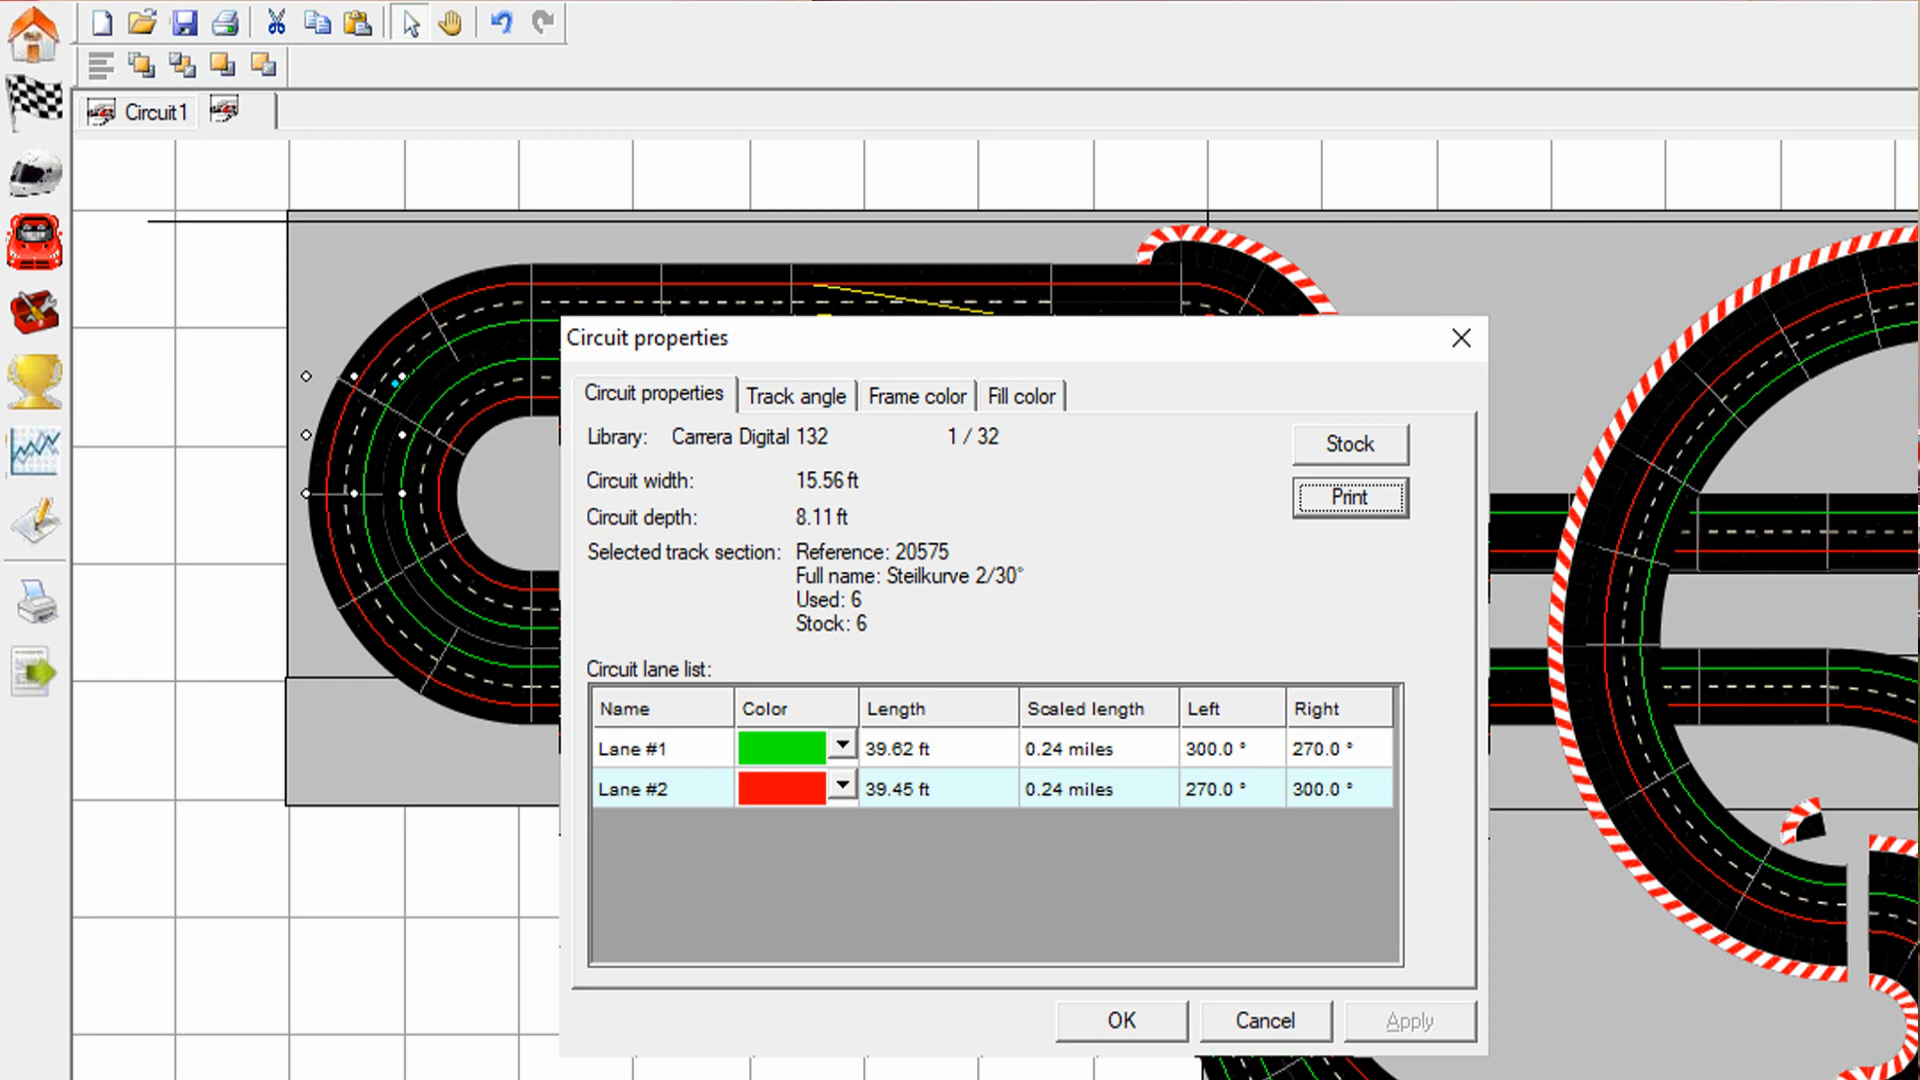 Circuit1
Circuit properties
Circuit properties
Track angle
Frame color
Fill color
Library: Carrera Digital 132 1 / 32
Stock
Circuit width: 15.56 ft
Print
Circuit depth: 8.11 ft
Selected track section: Reference: 20575
Full name: Steilkurve 2/30°
Used: 6
Stock: 6
Circuit lane list:
Name Color Length Scaled length Left Right
Lane #1 39.62 ft 0.24 miles 300.0 ° 270.0 °
Lane #2 39.45 ft 0.24 miles 270.0 ° 300.0 °
OK Cancel Apply